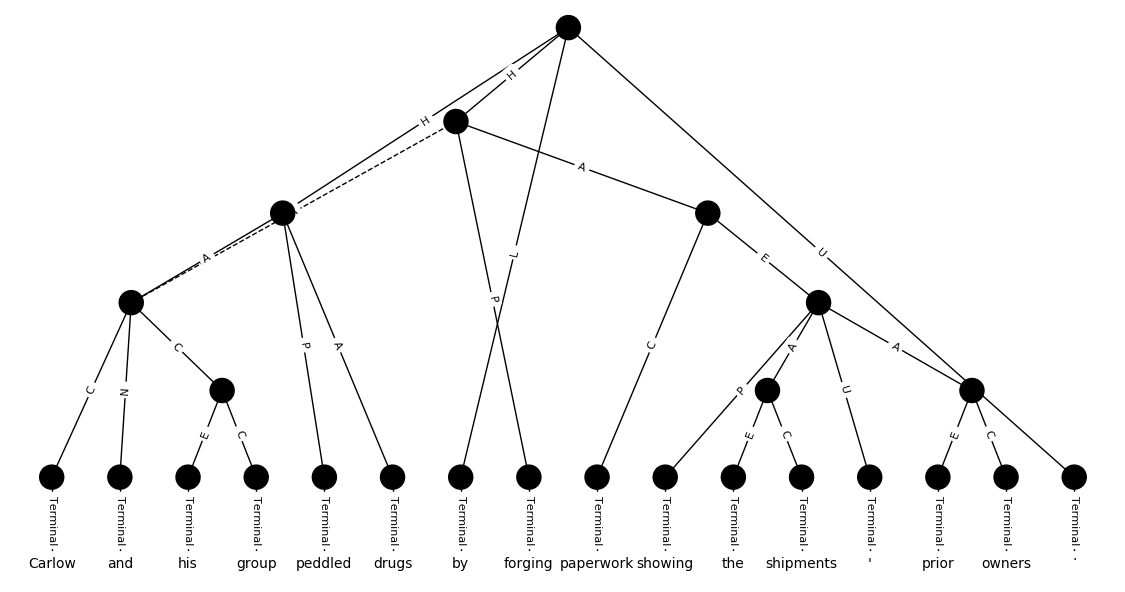 H
H
A
L
U
A
E
C
N
C
P
A
P
C
P
A
U
A
E
C
E
C
E
C
Terminal Terminal Terminal Terminal Terminal Terminal Terminal Terminal Terminal Terminal Terminal Terminal Terminal Terminal Terminal Terminal
Carlow and his group peddled drugs by forging paperwork showing the shipments ' prior owners .